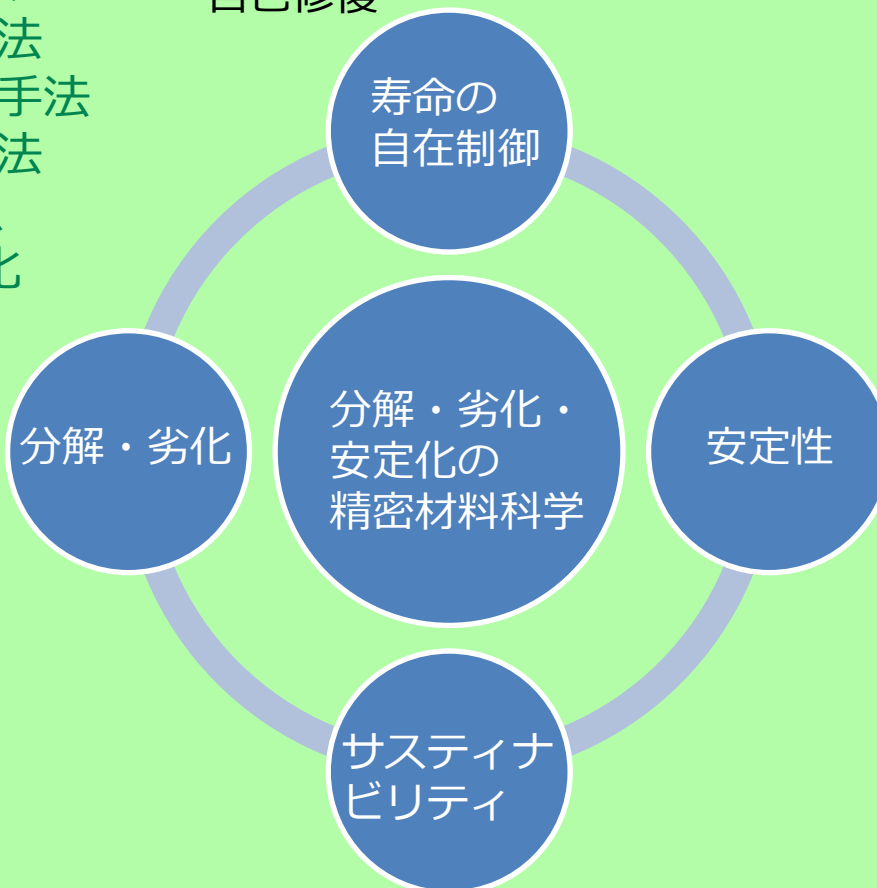 自己修復
法
手法
法
化
寿命の
自在制御
分解・劣化
分解・劣化・
安定化の
精密材料科学
安定性
サスティナ
ビリティ